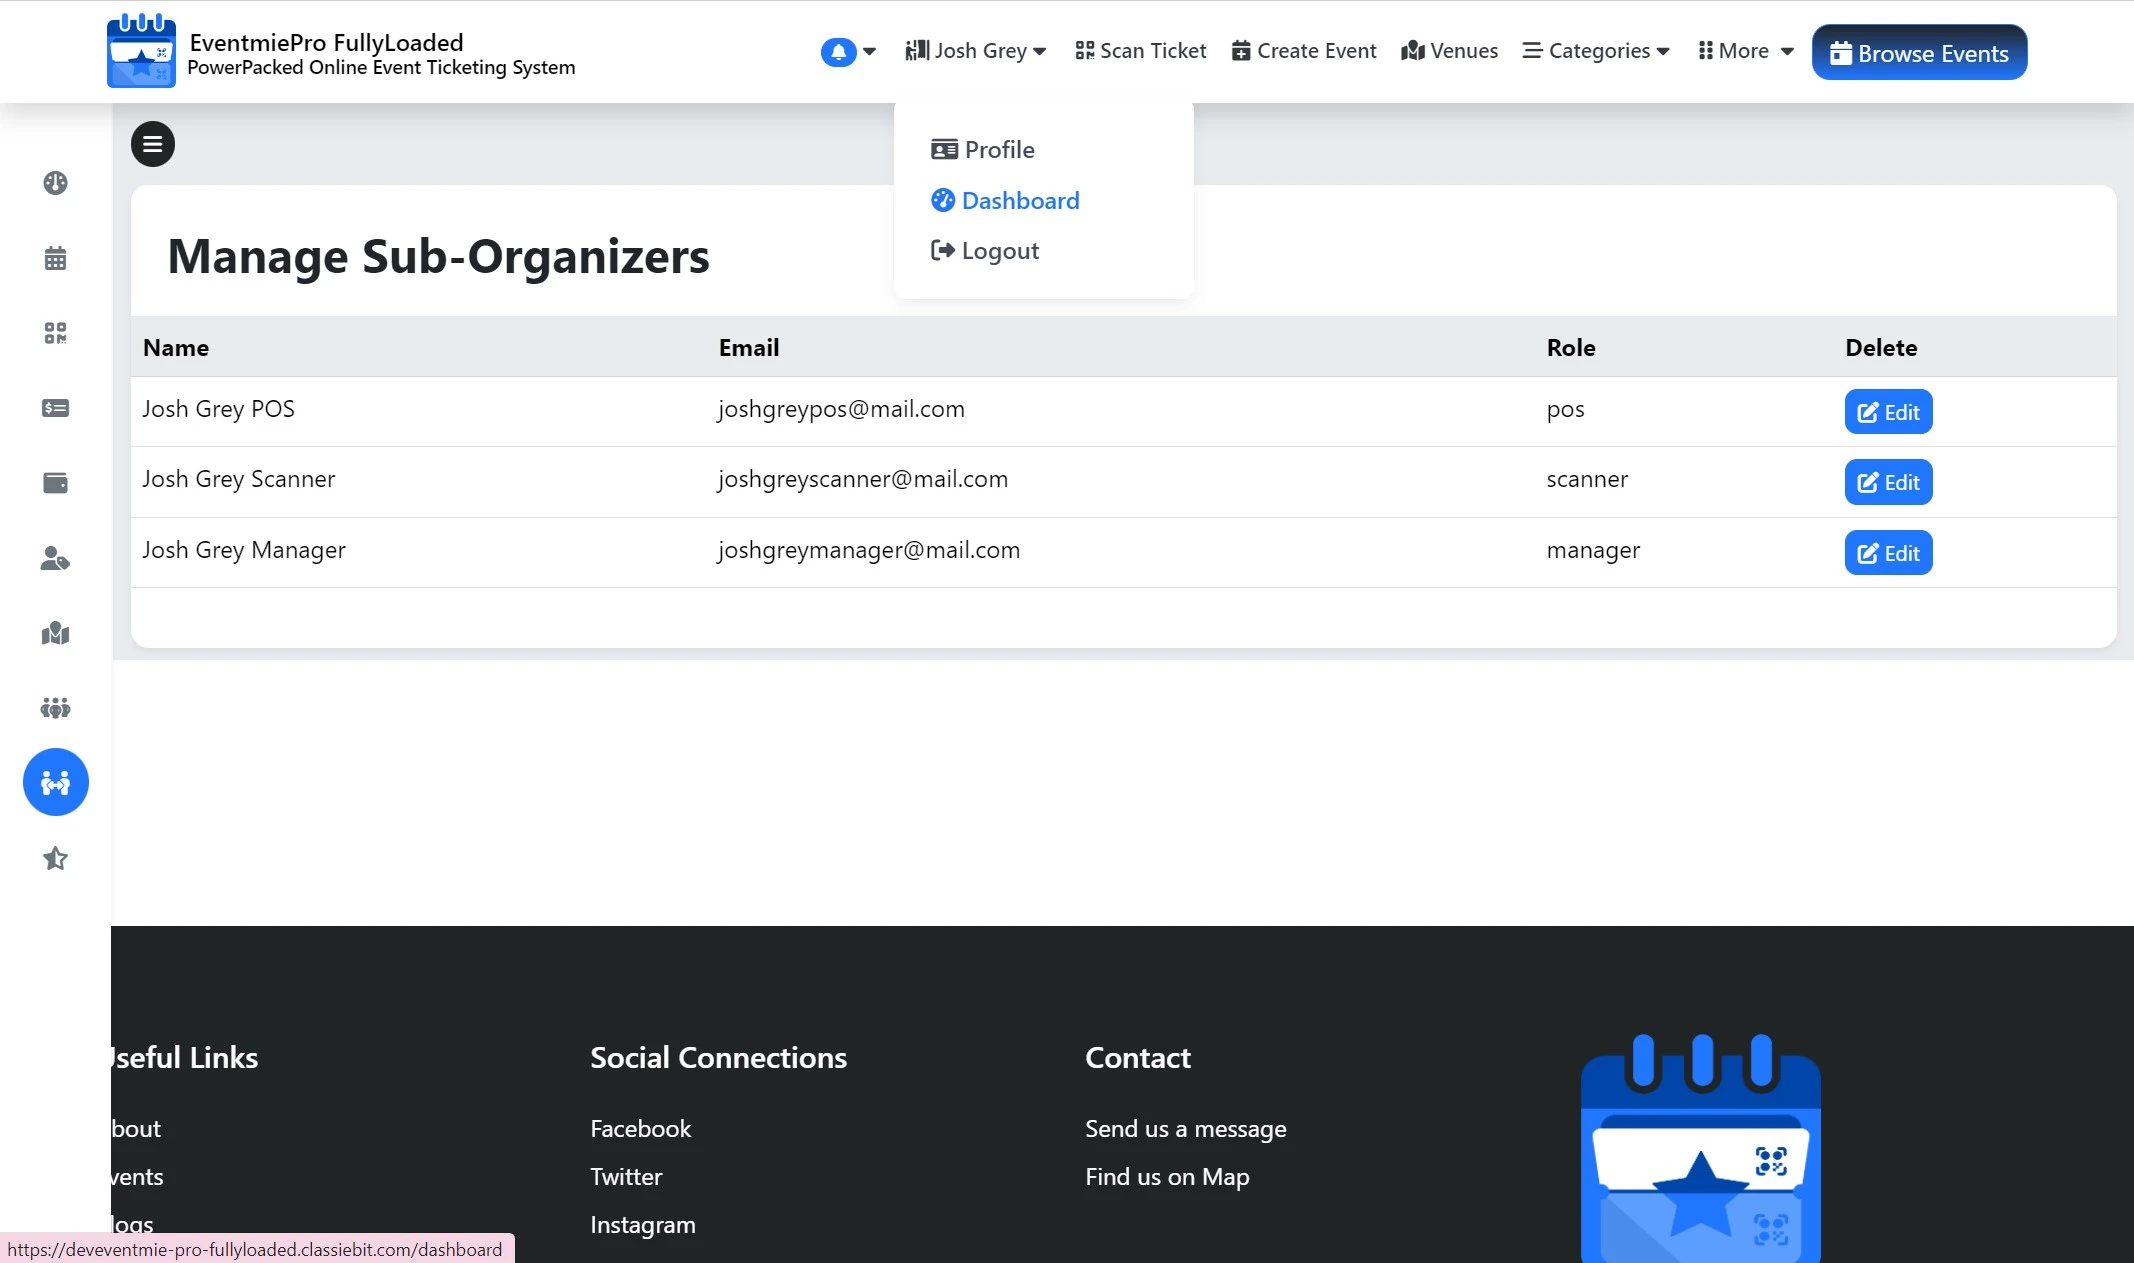 EventmiePro FullyLoaded
PowerPacked Online Event Ticketing System
Josh Grey
Scan Ticket
Create Event
Venues
Categories
More
Browse Events
Profile
Dashboard
Logout
Manage Sub-Organizers
Name Email Role Delete
Josh Grey POS joshgreypos@mail.com pos Edit
Josh Grey Scanner joshgreyscanner@mail.com scanner Edit
Josh Grey Manager joshgreymanager@mail.com manager Edit
Useful Links
bout
vents
logs
Social Connections
Facebook
Twitter
Instagram
Contact
Send us a message
Find us on Map
https://deveventmie-pro-fullyloaded.classiebit.com/dashboard